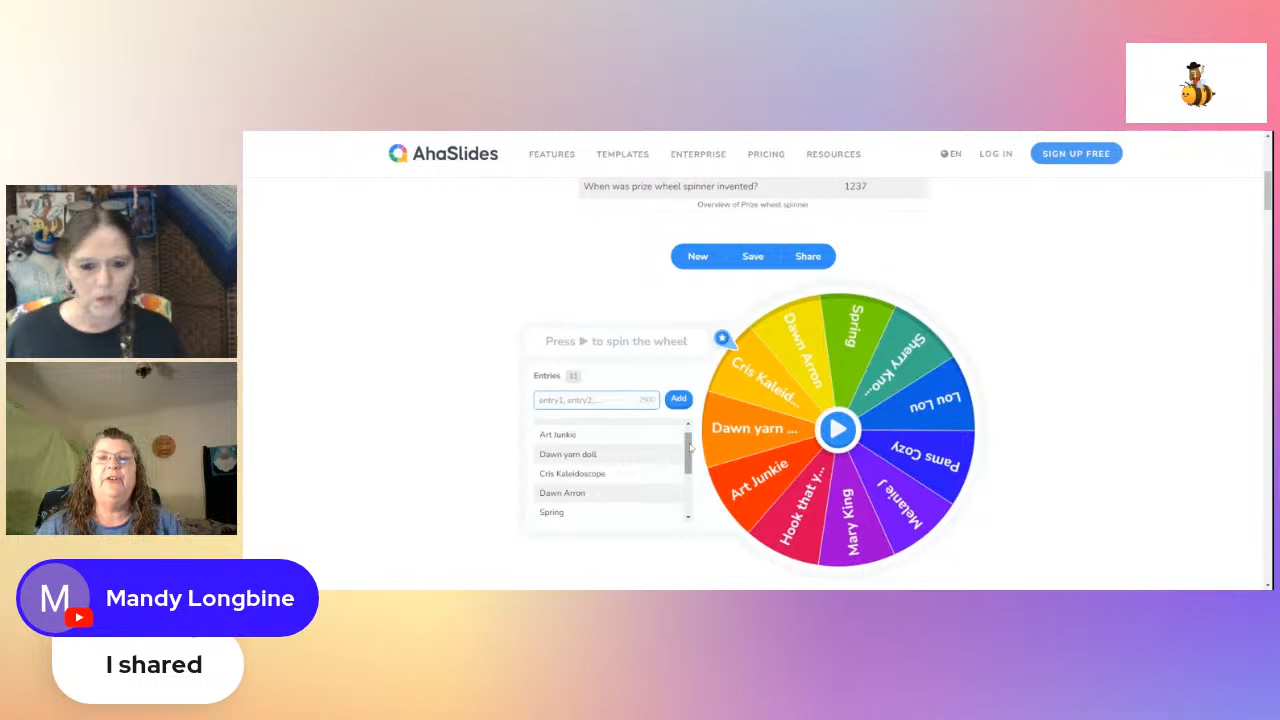 AhaSlides
FEATURES
TEMPLATES
ENTERPRISE
PRICING
RESOURCES
EN
LOG IN
SIGN UP FREE
When was prize wheel spinner invented? 1237
Overview of Prize wheel spinner
New
Save
Share
Press ▶ to spin the wheel
Entries 11
entry1, entry2,... 7500
Add
Art Junkie
Dawn yarn doll
Cris Kaleidoscope
Dawn Arron
Spring
Spring
Sherry Kno...
Lou Lou
Pams Cozy
Melanie J
Mary King
Hook that y...
Art Junkie
Dawn yarn ...
Cris Kaleid...
Dawn Arron
M
Mandy Longbine
I shared